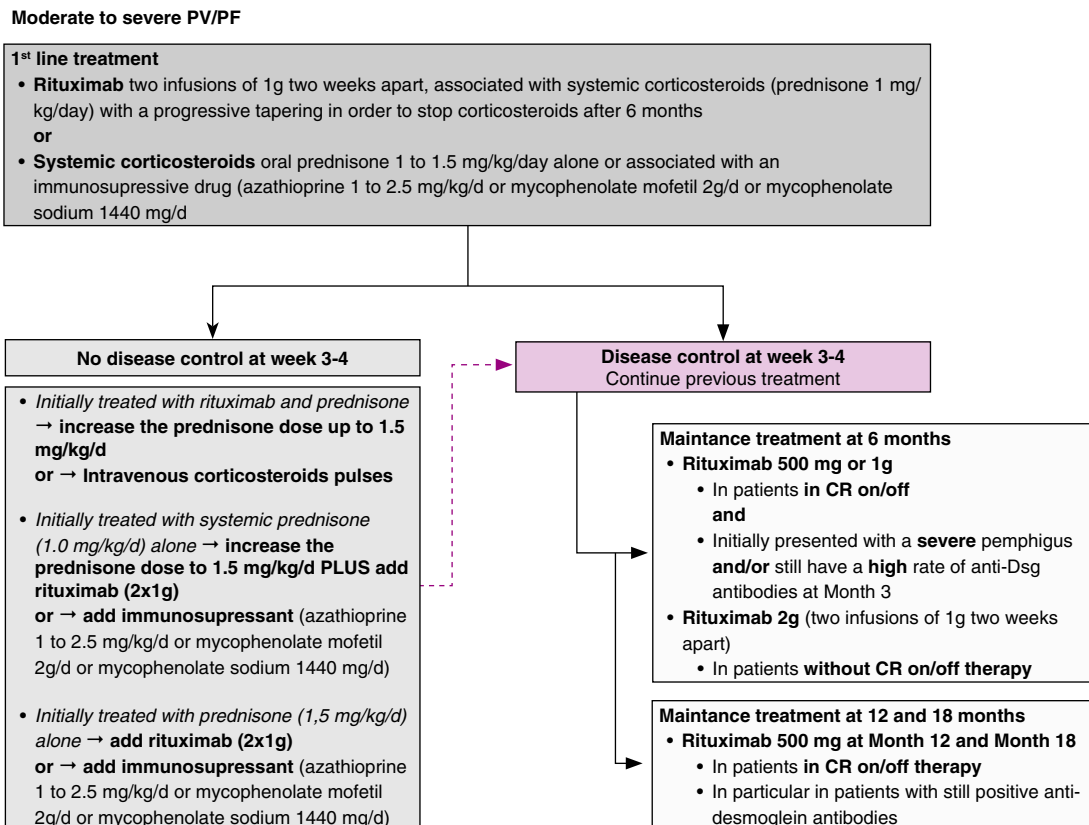 Moderate to severe PV/PF
1st line treatment
• Rituximab two infusions of 1g two weeks apart, associated with systemic corticosteroids (prednisone 1 mg/
kg/day) with a progressive tapering in order to stop corticosteroids after 6 months
or
• Systemic corticosteroids oral prednisone 1 to 1.5 mg/kg/day alone or associated with an
immunosupressive drug (azathioprine 1 to 2.5 mg/kg/d or mycophenolate mofetil 2g/d or mycophenolate
sodium 1440 mg/d
No disease control at week 3-4
• Initially treated with rituximab and prednisone
→ increase the prednisone dose up to 1.5
mg/kg/d
or → Intravenous corticosteroids pulses
• Initially treated with systemic prednisone
(1.0 mg/kg/d) alone → increase the
prednisone dose to 1.5 mg/kg/d PLUS add
rituximab (2x1g)
or → add immunosupressant (azathioprine
1 to 2.5 mg/kg/d or mycophenolate mofetil
2g/d or mycophenolate sodium 1440 mg/d)
• Initially treated with prednisone (1,5 mg/kg/d)
alone → add rituximab (2x1g)
or → add immunosupressant (azathioprine
1 to 2.5 mg/kg/d or mycophenolate mofetil
2g/d or mycophenolate sodium 1440 mg/d)
Disease control at week 3-4
Continue previous treatment
Maintance treatment at 6 months
• Rituximab 500 mg or 1g
• In patients in CR on/off
and
• Initially presented with a severe pemphigus
and/or still have a high rate of anti-Dsg
antibodies at Month 3
• Rituximab 2g (two infusions of 1g two weeks
apart)
• In patients without CR on/off therapy
Maintance treatment at 12 and 18 months
• Rituximab 500 mg at Month 12 and Month 18
• In patients in CR on/off therapy
• In particular in patients with still positive anti-
desmoglein antibodies